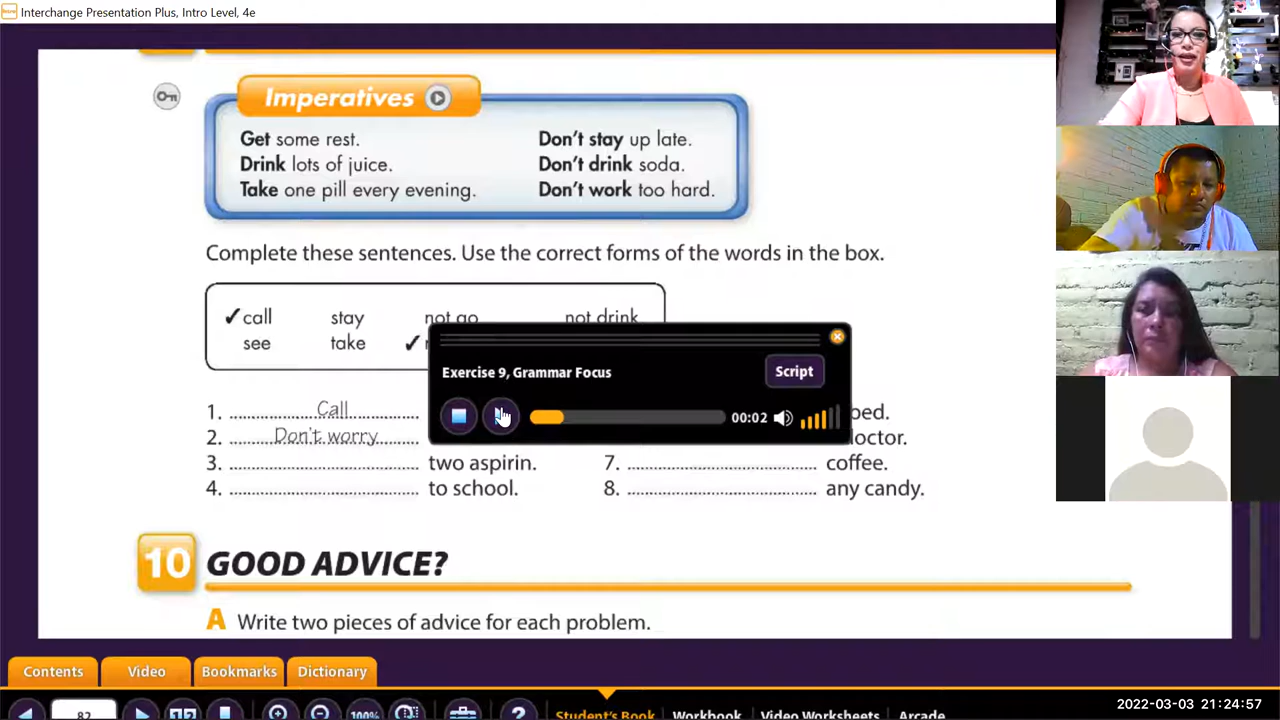 Interchange Presentation Plus, Intro Level, 4e
Imperatives
Get some rest. Don't stay up late.
Drink lots of juice. Don't drink soda.
Take one pill every evening. Don't work too hard.
Complete these sentences. Use the correct forms of the words in the box.
✓ call stay not go not drink
see take ✓
Exercise 9, Grammar Focus
Script
00:02
1. Call bed.
2. Don't worry doctor.
3. two aspirin. 7. coffee.
4. to school. 8. any candy.
10 GOOD ADVICE?
A Write two pieces of advice for each problem.
Contents Video Bookmarks Dictionary
82 100% ? Student's Book Workbook Video Worksheets Arcade
2022-03-03 21:24:57